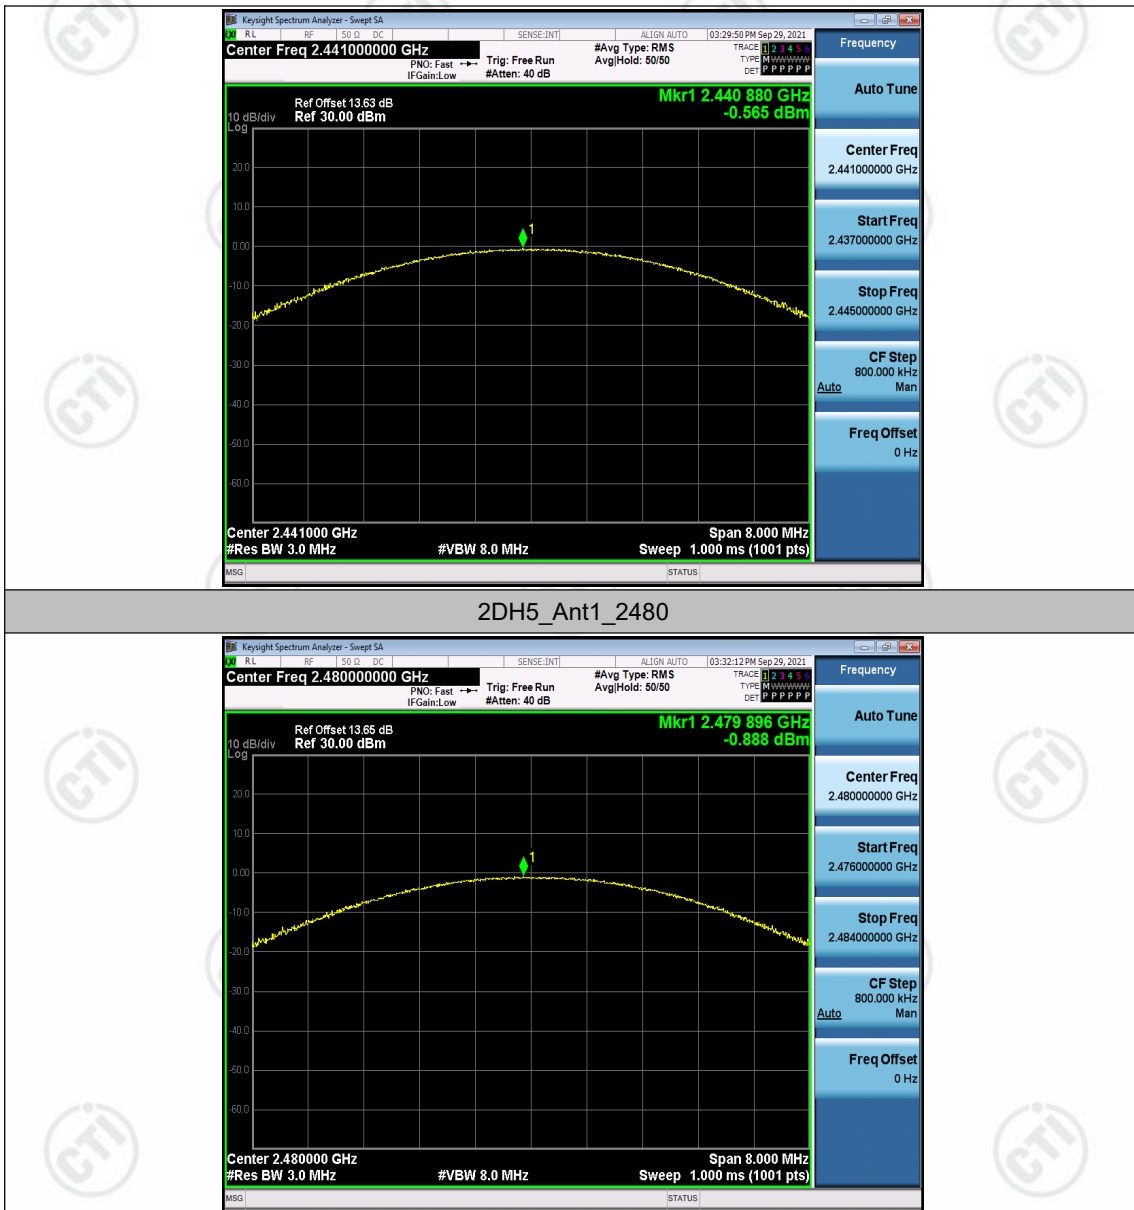 Keysight Spectrum Analyzer - Swept SA
LXI RL RF 50 Ω DC SENSE:INT ALIGN AUTO 03:29:50 PM Sep 29, 2021
Center Freq 2.441000000 GHz
PNO: Fast
IFGain:Low
Trig: Free Run
#Atten: 40 dB
#Avg Type: RMS
Avg|Hold: 50/50
TRACE 1 2 3 4 5 6
TYPE M W W W W W
DET P P P P P P
Frequency
Mkr1 2.440 880 GHz
-0.565 dBm
Ref Offset 13.63 dB
10 dB/div Ref 30.00 dBm
Log
20.0
10.0
0.00
-10.0
-20.0
-30.0
-40.0
-50.0
-60.0
1
Center 2.441000 GHz Span 8.000 MHz
#Res BW 3.0 MHz #VBW 8.0 MHz Sweep 1.000 ms (1001 pts)
MSG STATUS
Auto Tune
Center Freq
2.441000000 GHz
Start Freq
2.437000000 GHz
Stop Freq
2.445000000 GHz
CF Step
800.000 kHz
Auto Man
Freq Offset
0 Hz
2DH5_Ant1_2480
Keysight Spectrum Analyzer - Swept SA
LXI RL RF 50 Ω DC SENSE:INT ALIGN AUTO 03:32:12 PM Sep 29, 2021
Center Freq 2.480000000 GHz
PNO: Fast
IFGain:Low
Trig: Free Run
#Atten: 40 dB
#Avg Type: RMS
Avg|Hold: 50/50
TRACE 1 2 3 4 5 6
TYPE M W W W W W
DET P P P P P P
Frequency
Mkr1 2.479 896 GHz
-0.888 dBm
Ref Offset 13.65 dB
10 dB/div Ref 30.00 dBm
Log
20.0
10.0
0.00
-10.0
-20.0
-30.0
-40.0
-50.0
-60.0
1
Center 2.480000 GHz Span 8.000 MHz
#Res BW 3.0 MHz #VBW 8.0 MHz Sweep 1.000 ms (1001 pts)
MSG STATUS
Auto Tune
Center Freq
2.480000000 GHz
Start Freq
2.476000000 GHz
Stop Freq
2.484000000 GHz
CF Step
800.000 kHz
Auto Man
Freq Offset
0 Hz
CTI
CTI
CTI
CTI
CTI
CTI